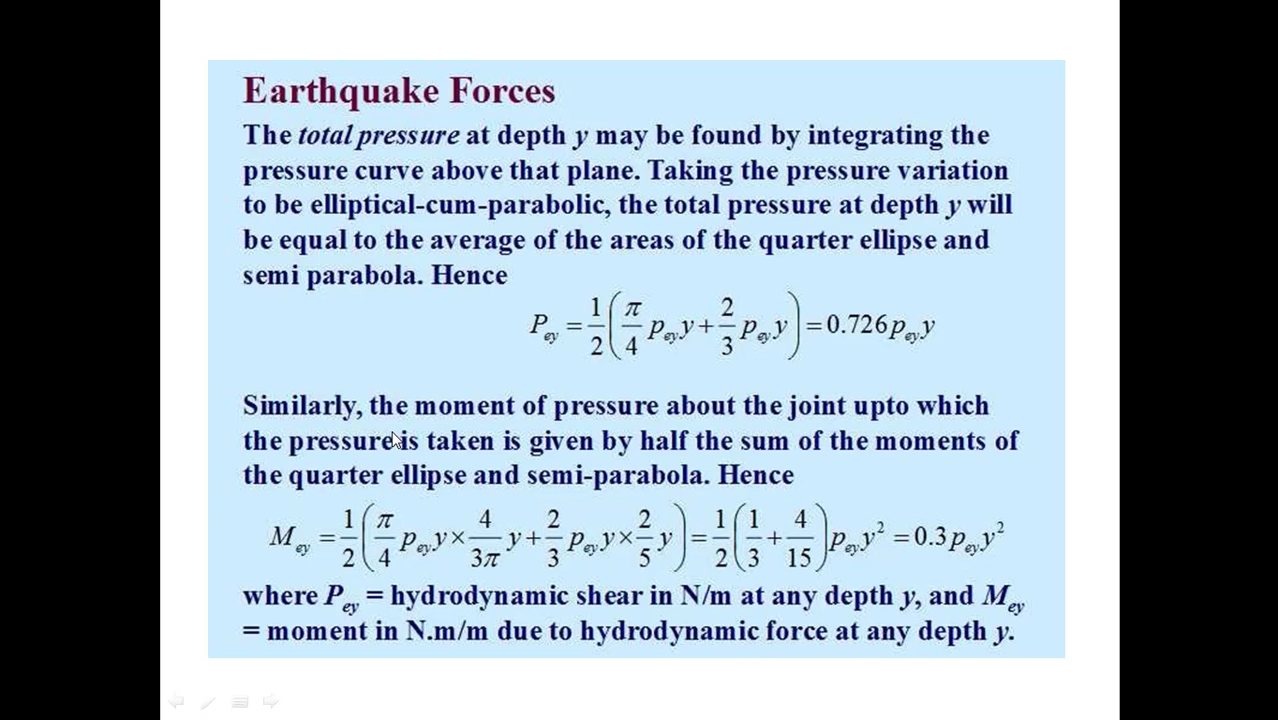 Earthquake Forces
The total pressure at depth y may be found by integrating the
pressure curve above that plane. Taking the pressure variation
to be elliptical-cum-parabolic, the total pressure at depth y will
be equal to the average of the areas of the quarter ellipse and
semi parabola. Hence
P_ey = 1/2 (π/4 p_ey y + 2/3 p_ey y) = 0.726 p_ey y
Similarly, the moment of pressure about the joint upto which
the pressure is taken is given by half the sum of the moments of
the quarter ellipse and semi-parabola. Hence
M_ey = 1/2 (π/4 p_ey y × 4/3π y + 2/3 p_ey y × 2/5 y) = 1/2 (1/3 + 4/15) p_ey y² = 0.3 p_ey y²
where P_ey = hydrodynamic shear in N/m at any depth y, and M_ey
= moment in N.m/m due to hydrodynamic force at any depth y.